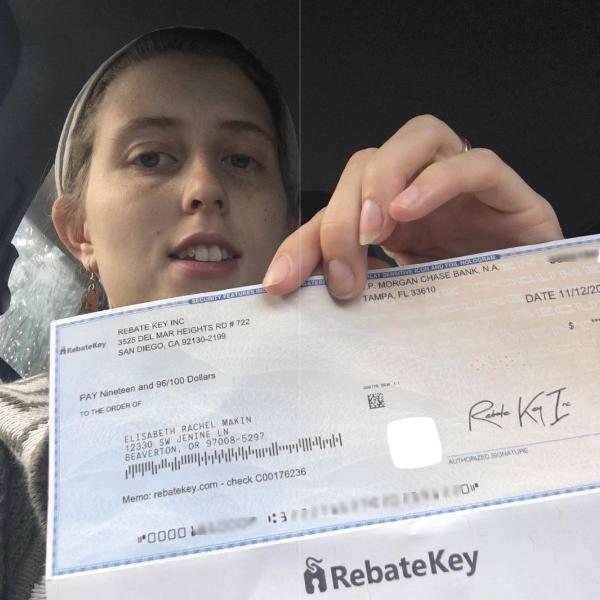 SECURITY FEATURES
HEAT SENSITIVE ICON AND FOIL HOLOGRAM
RebateKey
REBATE KEY INC
3525 DEL MAR HEIGHTS RD # 722
SAN DIEGO, CA 92130-2199
J.P. MORGAN CHASE BANK, N.A.
TAMPA, FL 33610
DATE 11/12/20
$ ***
PAY Nineteen and 96/100 Dollars
TO THE ORDER OF
ELISABETH RACHEL MAKIN
12330 SW JENINE LN
BEAVERTON, OR 97008-5297
Rebate Key Inc
AUTHORIZED SIGNATURE
Memo: rebatekey.com - check C00176236
RebateKey